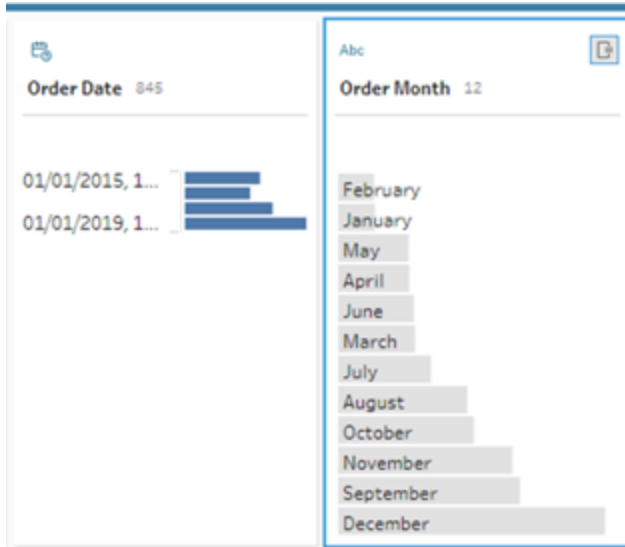 Order Date 845
01/01/2015, 1...
01/01/2019, 1...
Abc
Order Month 12
February
January
May
April
June
March
July
August
October
November
September
December